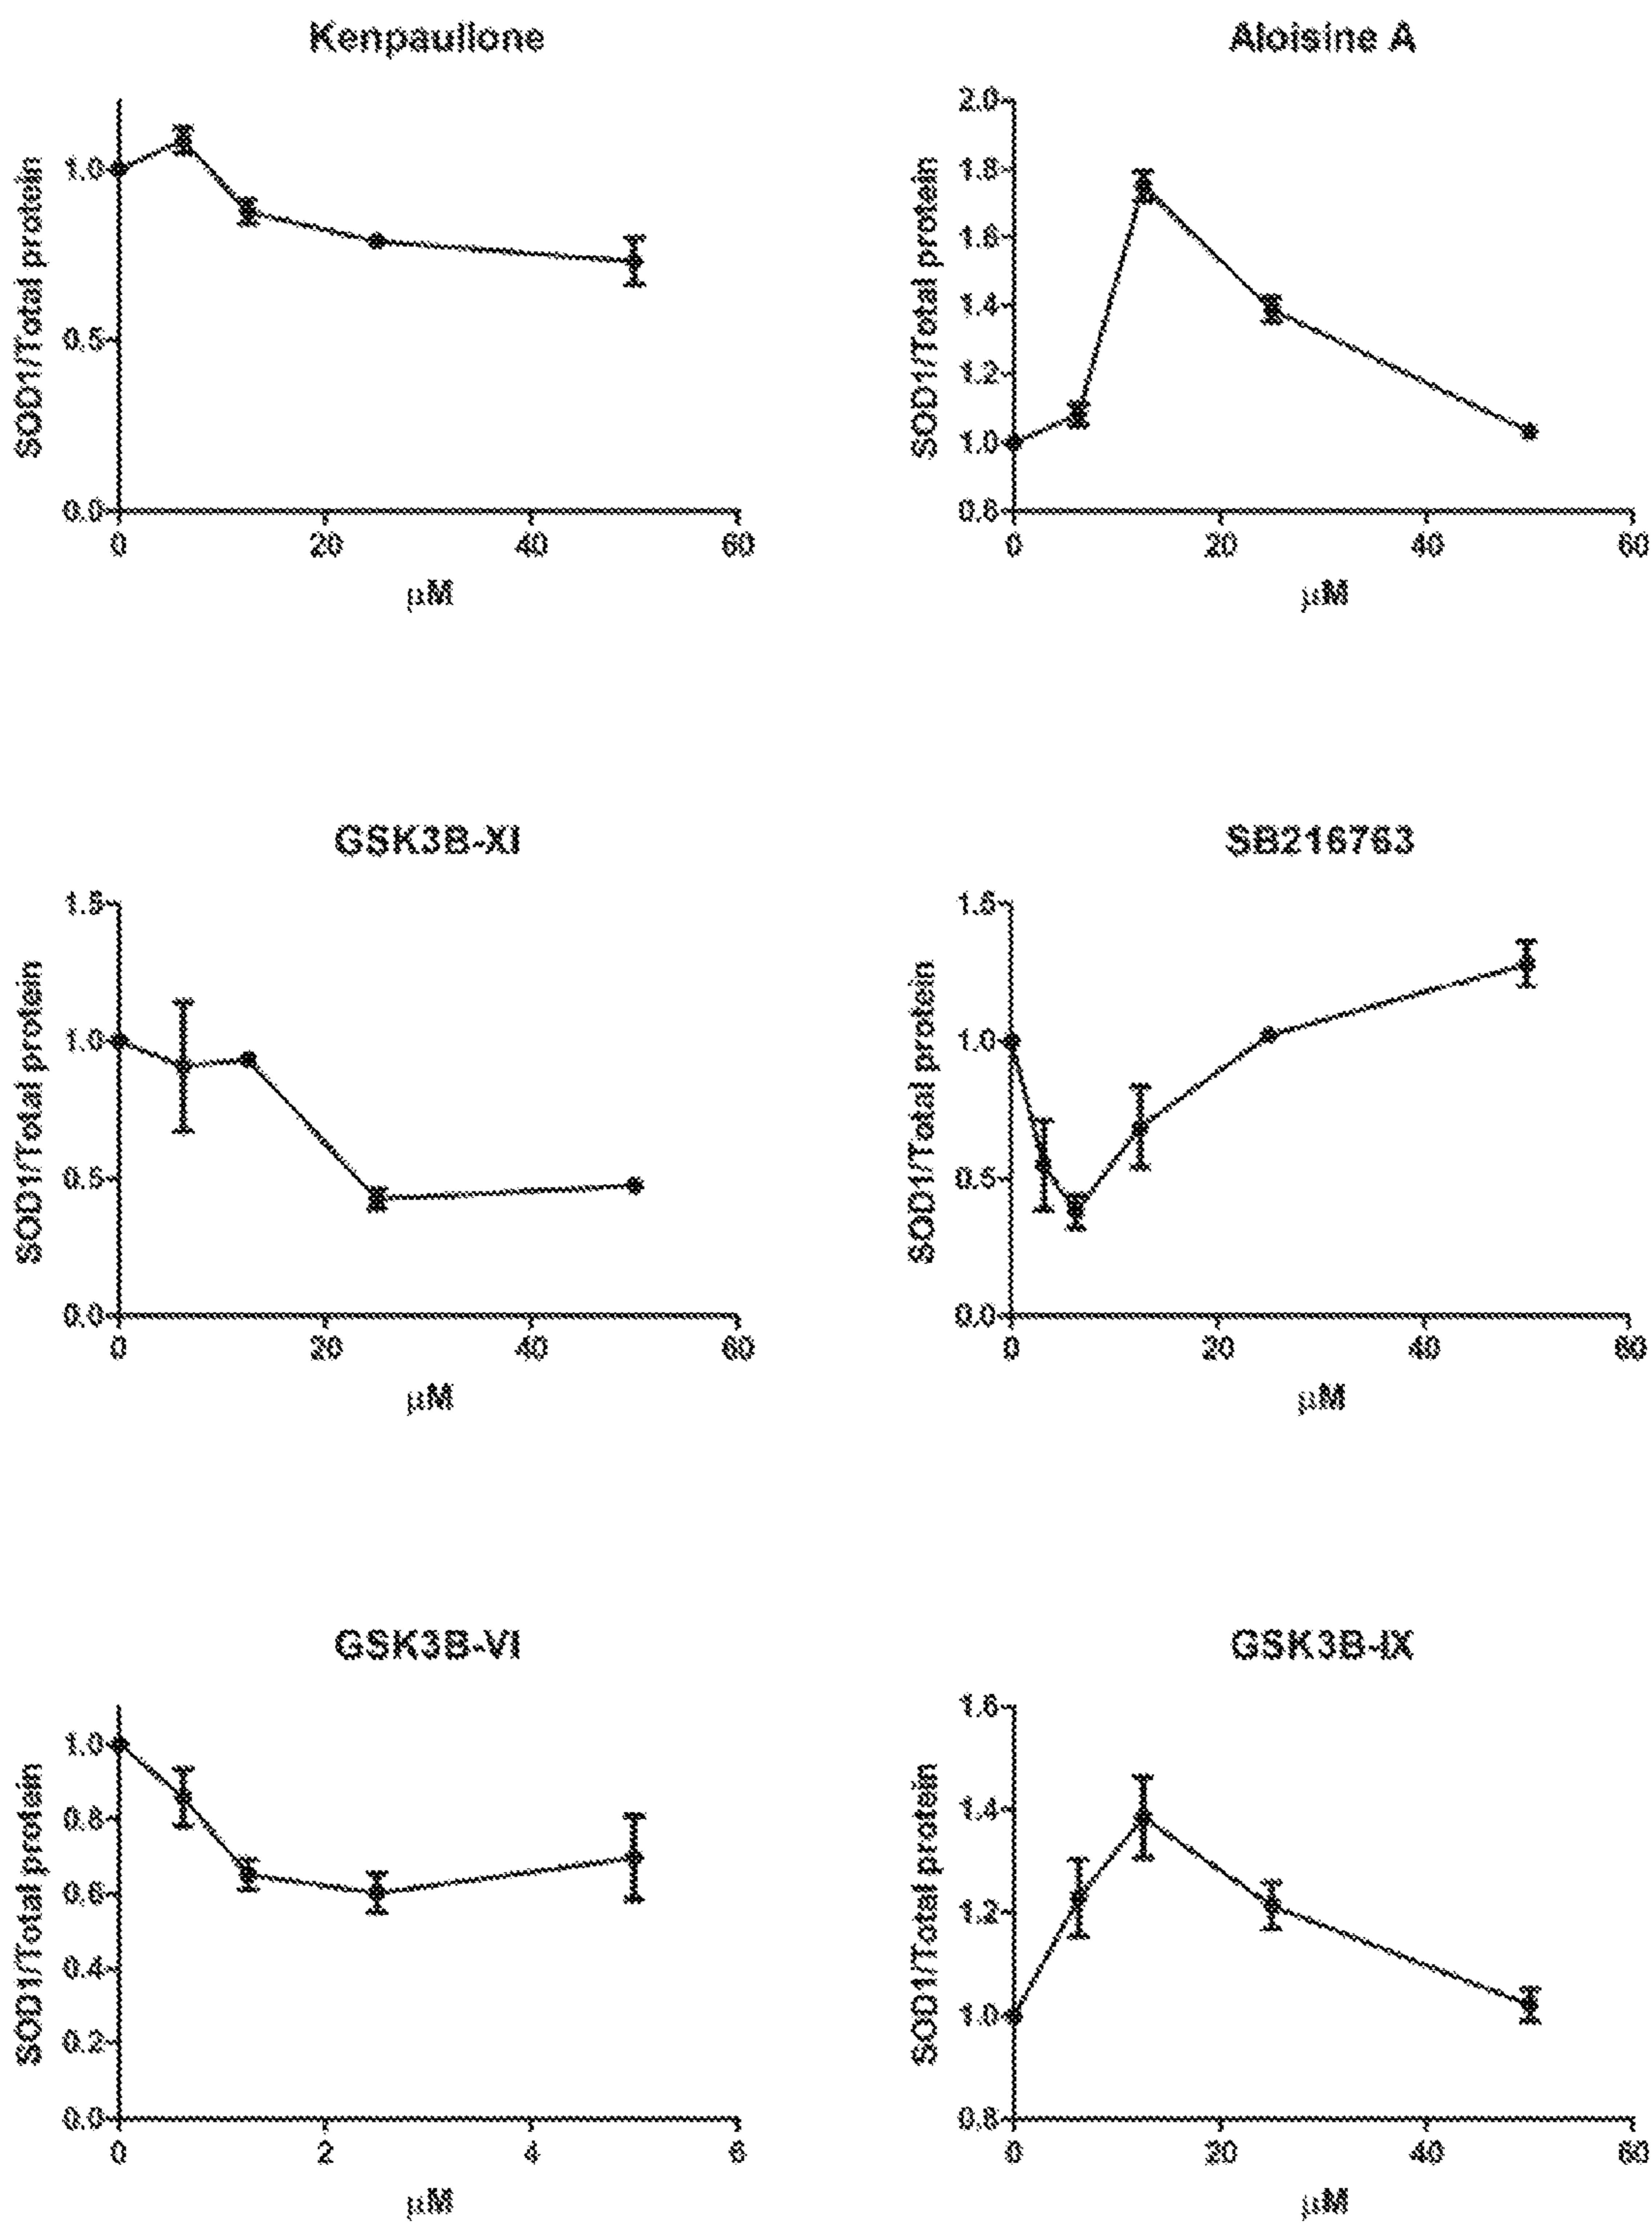 Kenpaullone
SOD1/Total protein
1.0
0.5
0.0
0 20 40 60
µM
Aloisine A
SOD1/Total protein
2.0
1.8
1.6
1.4
1.2
1.0
0.8
0 20 40 60
µM
GSK3B-XI
SOD1/Total protein
1.5
1.0
0.5
0.0
0 20 40 60
µM
SB216763
SOD1/Total protein
1.5
1.0
0.5
0.0
0 20 40 60
µM
GSK3B-VI
SOD1/Total protein
1.0
0.8
0.6
0.4
0.2
0.0
0 2 4 6
µM
GSK3B-IX
SOD1/Total protein
1.6
1.4
1.2
1.0
0.8
0 20 40 60
µM